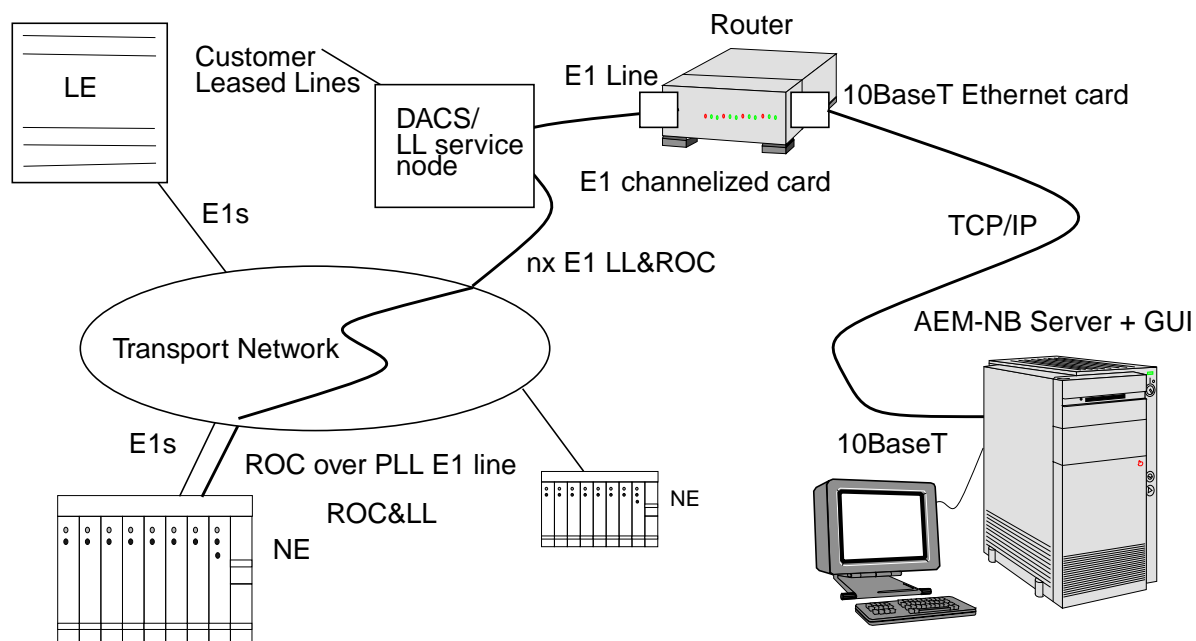 Router
LE
Customer
Leased Lines
E1 Line
10BaseT Ethernet card
DACS/
LL service
node
E1 channelized card
E1s
TCP/IP
nx E1 LL&ROC
AEM-NB Server + GUI
Transport Network
E1s
ROC over PLL E1 line
10BaseT
ROC&LL
NE
NE